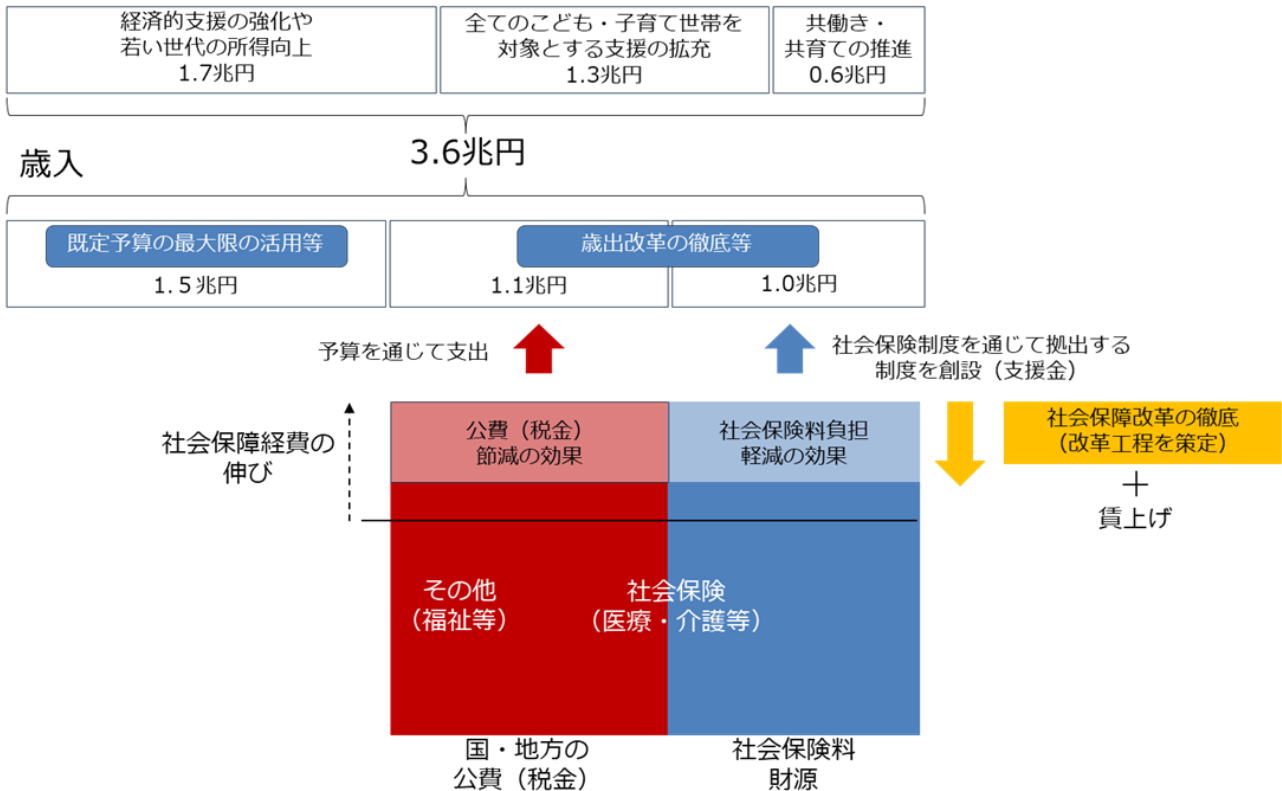 経済的支援の強化や
若い世代の所得向上
1.7兆円
全てのこども・子育て世帯を
対象とする支援の拡充
1.3兆円
共働き・
共育ての推進
0.6兆円
3.6兆円
歳入
既定予算の最大限の活用等
1.5兆円
歳出改革の徹底等
1.1兆円
1.0兆円
予算を通じて支出
社会保険制度を通じて拠出する
制度を創設（支援金）
社会保障経費の
伸び
公費（税金）
節減の効果
社会保険料負担
軽減の効果
社会保障改革の徹底
（改革工程を策定）
＋
賃上げ
その他
（福祉等）
社会保険
（医療・介護等）
国・地方の
公費（税金）
社会保険料
財源